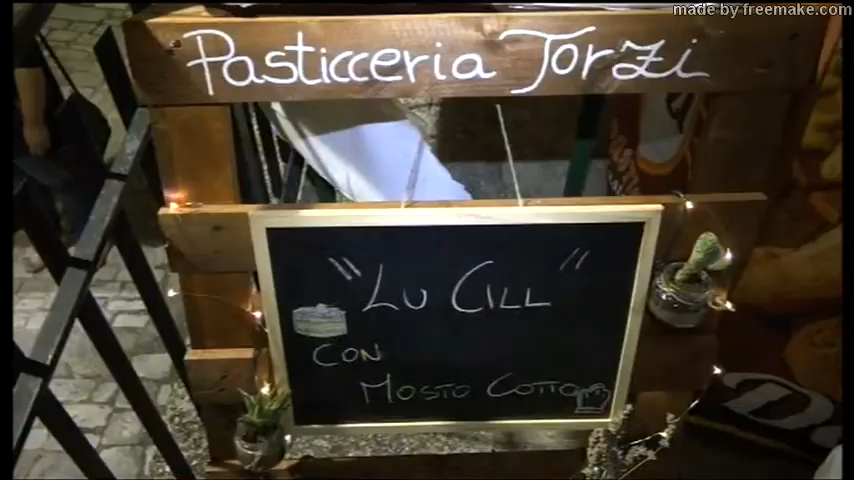 made by freemake.com
Pasticceria Torzi
"Lu Cill"
con
Mosto Cotto